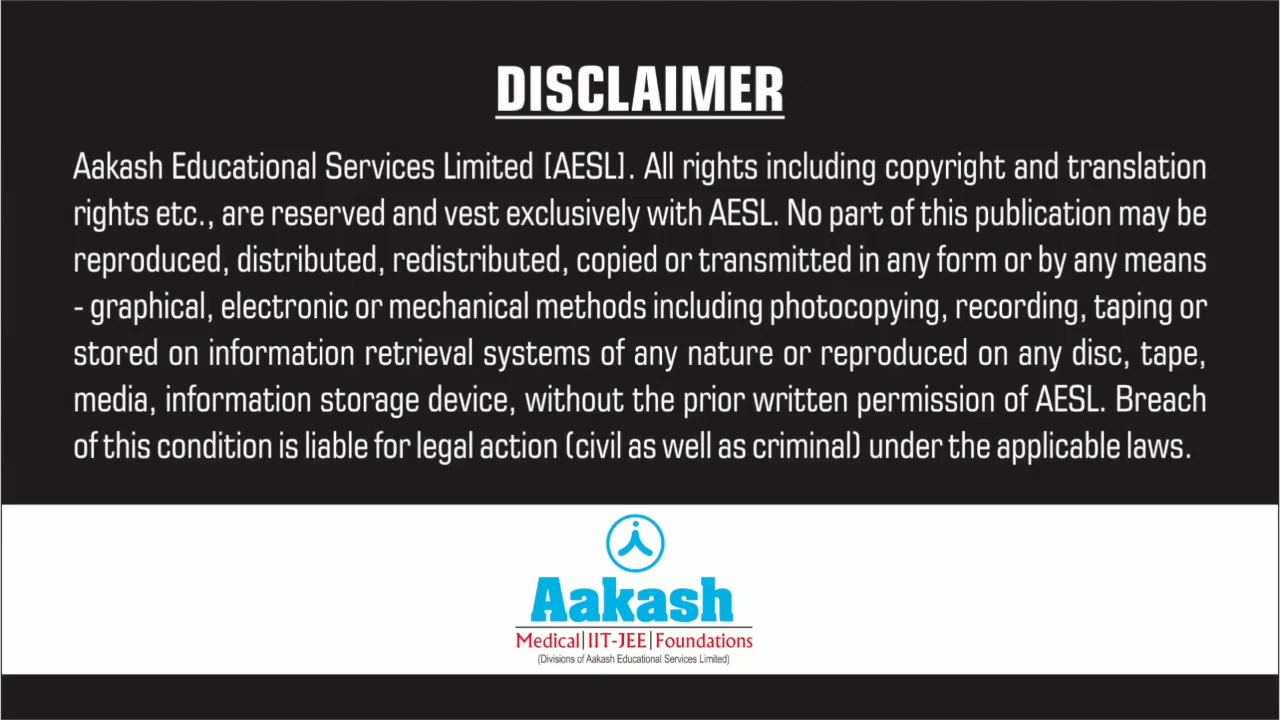 DISCLAIMER
Aakash Educational Services Limited [AESL]. All rights including copyright and translation
rights etc., are reserved and vest exclusively with AESL. No part of this publication may be
reproduced, distributed, redistributed, copied or transmitted in any form or by any means
- graphical, electronic or mechanical methods including photocopying, recording, taping or
stored on information retrieval systems of any nature or reproduced on any disc, tape,
media, information storage device, without the prior written permission of AESL. Breach
of this condition is liable for legal action (civil as well as criminal) under the applicable laws.
Aakash
Medical|IIT-JEE|Foundations
(Divisions of Aakash Educational Services Limited)